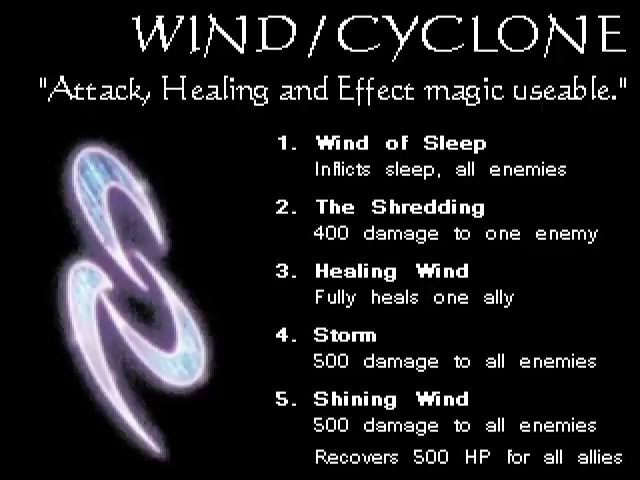 WIND/CYCLONE
"Attack, Healing and Effect magic useable."
1. Wind of Sleep
Inflicts sleep, all enemies
2. The Shredding
400 damage to one enemy
3. Healing Wind
Fully heals one ally
4. Storm
500 damage to all enemies
5. Shining Wind
500 damage to all enemies
Recovers 500 HP for all allies